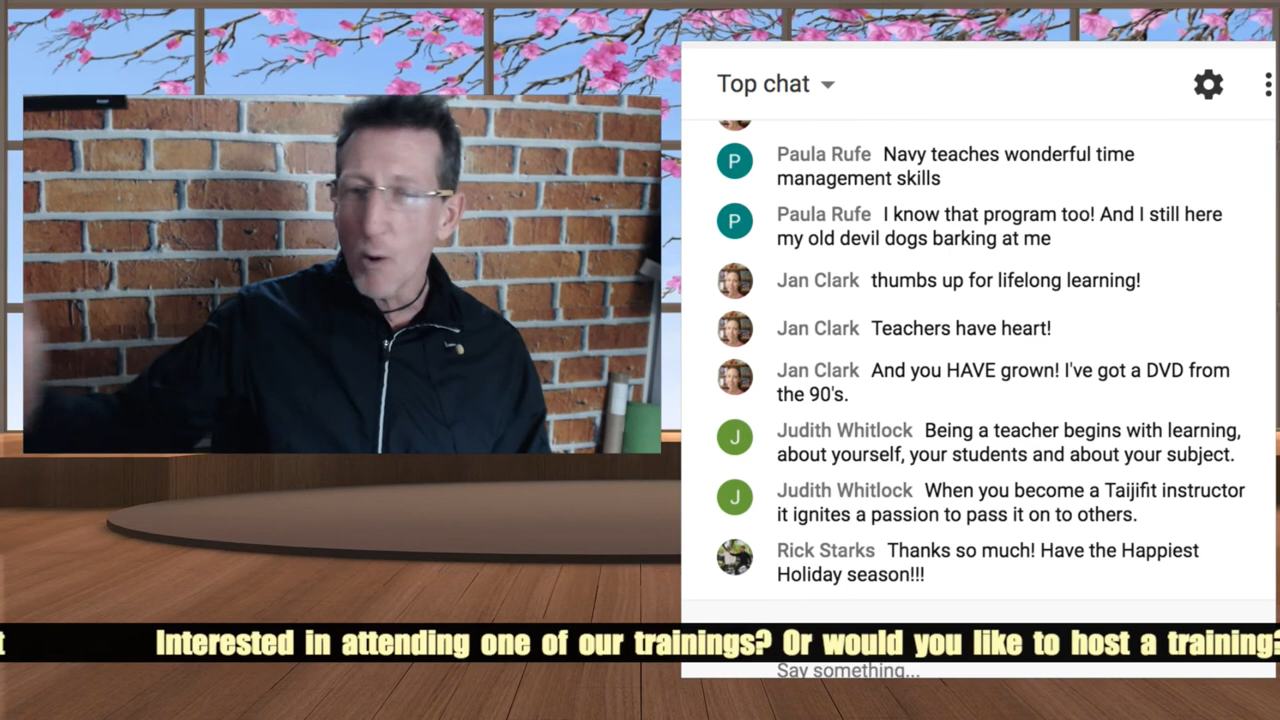 Top chat
Paula Rufe Navy teaches wonderful time
management skills
Paula Rufe I know that program too! And I still here
my old devil dogs barking at me
Jan Clark thumbs up for lifelong learning!
Jan Clark Teachers have heart!
Jan Clark And you HAVE grown! I've got a DVD from
the 90's.
Judith Whitlock Being a teacher begins with learning,
about yourself, your students and about your subject.
Judith Whitlock When you become a Taijifit instructor
it ignites a passion to pass it on to others.
Rick Starks Thanks so much! Have the Happiest
Holiday season!!!
t Interested in attending one of our trainings? Or would you like to host a training?
Say something...
P
P
J
J